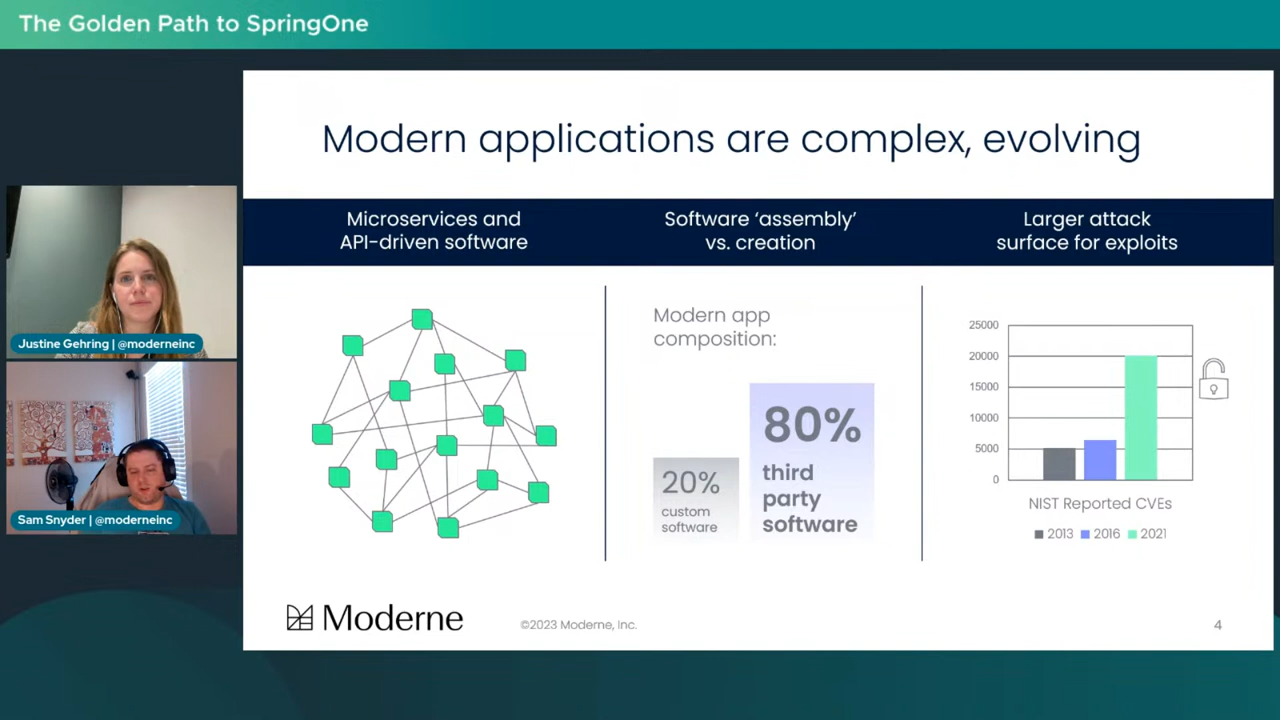 The Golden Path to SpringOne
Modern applications are complex, evolving
Microservices and
API-driven software
Software ‘assembly’
vs. creation
Larger attack
surface for exploits
Justine Gehring | @moderneinc
Sam Snyder | @moderneinc
Modern app
composition:
20%
custom
software
80%
third
party
software
25000
20000
15000
10000
5000
0
NIST Reported CVEs
2013 2016 2021
Moderne
©2023 Moderne, Inc.
4